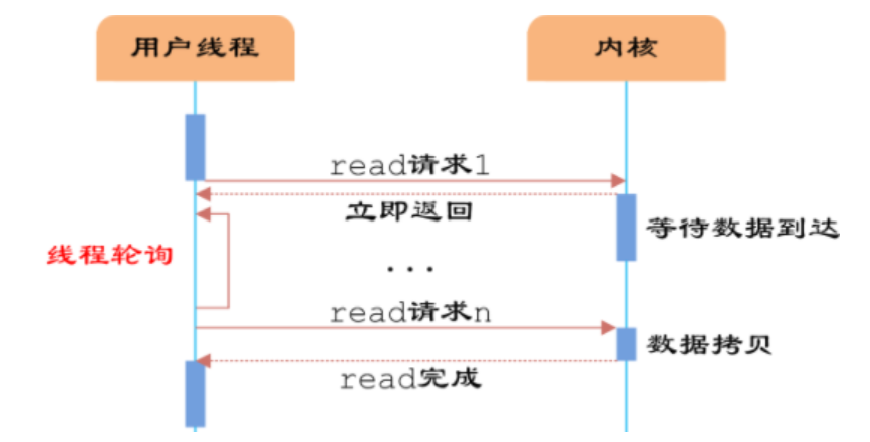 用户线程
内核
read请求1
立即返回
等待数据到达
线程轮询
...
read请求n
数据拷贝
read完成